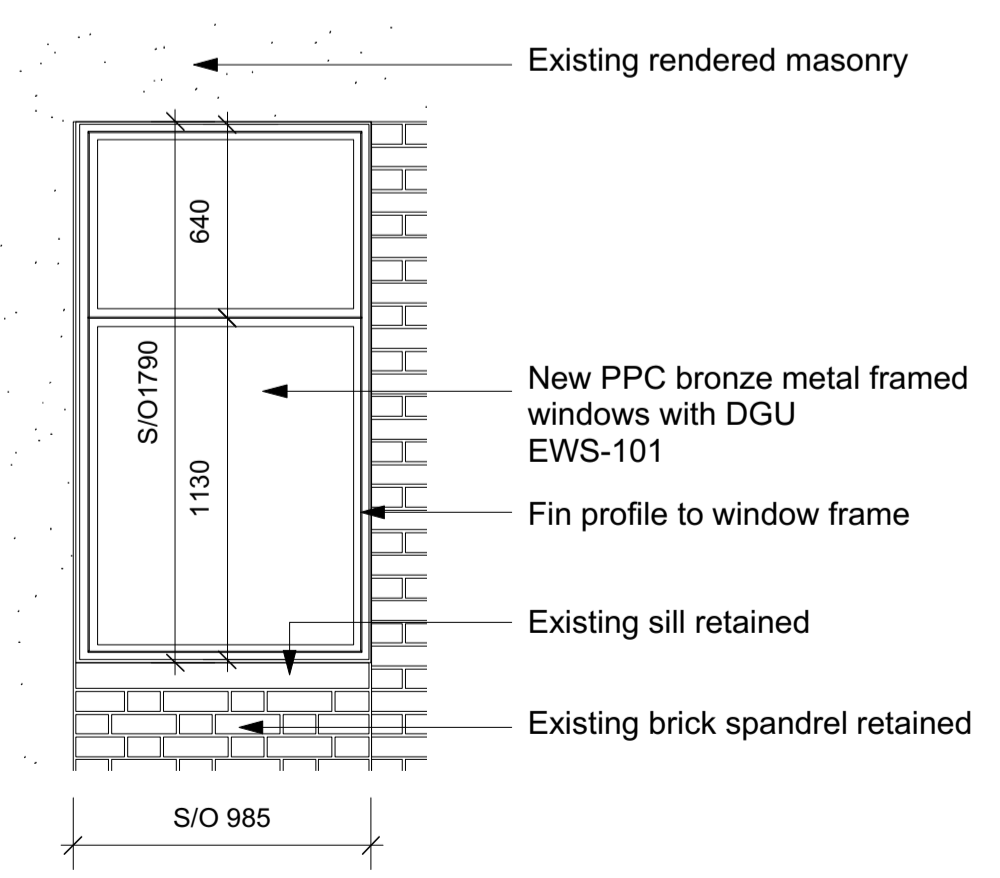 Existing rendered masonry
640
S/O1790
New PPC bronze metal framed
windows with DGU
EWS-101
1130
Fin profile to window frame
Existing sill retained
Existing brick spandrel retained
S/O 985